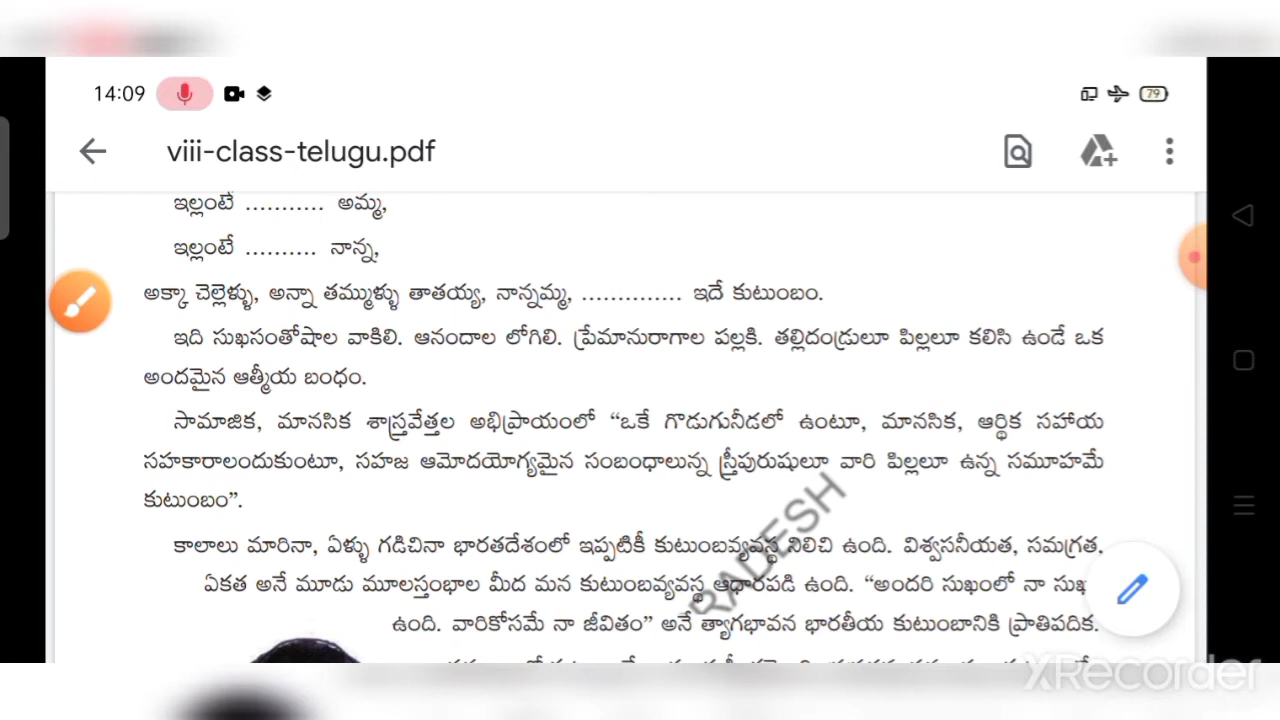 14:09
79
viii-class-telugu.pdf
ఇల్లంటే ........... అమ్మ,
ఇల్లంటే .......... నాన్న,
అక్కా చెల్లెళ్ళు, అన్నా తమ్ముళ్ళు తాతయ్య, నాన్నమ్మ, .............. ఇదే కుటుంబం.
ఇది సుఖసంతోషాల వాకిలి. ఆనందాల లోగిలి. ప్రేమానురాగాల పల్లకి. తల్లిదండ్రులూ పిల్లలూ కలిసి ఉండే ఒక
అందమైన ఆత్మీయ బంధం.
సామాజిక, మానసిక శాస్త్రవేత్తల అభిప్రాయంలో “ఒకే గొడుగునీడలో ఉంటూ, మానసిక, ఆర్థిక సహాయ
సహకారాలందుకుంటూ, సహజ ఆమోదయోగ్యమైన సంబంధాలున్న స్త్రీపురుషులూ వారి పిల్లలూ ఉన్న సమూహమే
కుటుంబం”.
కాలాలు మారినా, ఏళ్ళు గడిచినా భారతదేశంలో ఇప్పటికీ కుటుంబవ్యవస్థ నిలిచి ఉంది. విశ్వసనీయత, సమగ్రత,
ఏకత అనే మూడు మూలస్తంభాల మీద మన కుటుంబవ్యవస్థ ఆధారపడి ఉంది. “అందరి సుఖంలో నా సుఖ
ఉంది. వారికోసమే నా జీవితం” అనే త్యాగభావన భారతీయ కుటుంబానికి ప్రాతిపదిక.
RADESH
XRecorder